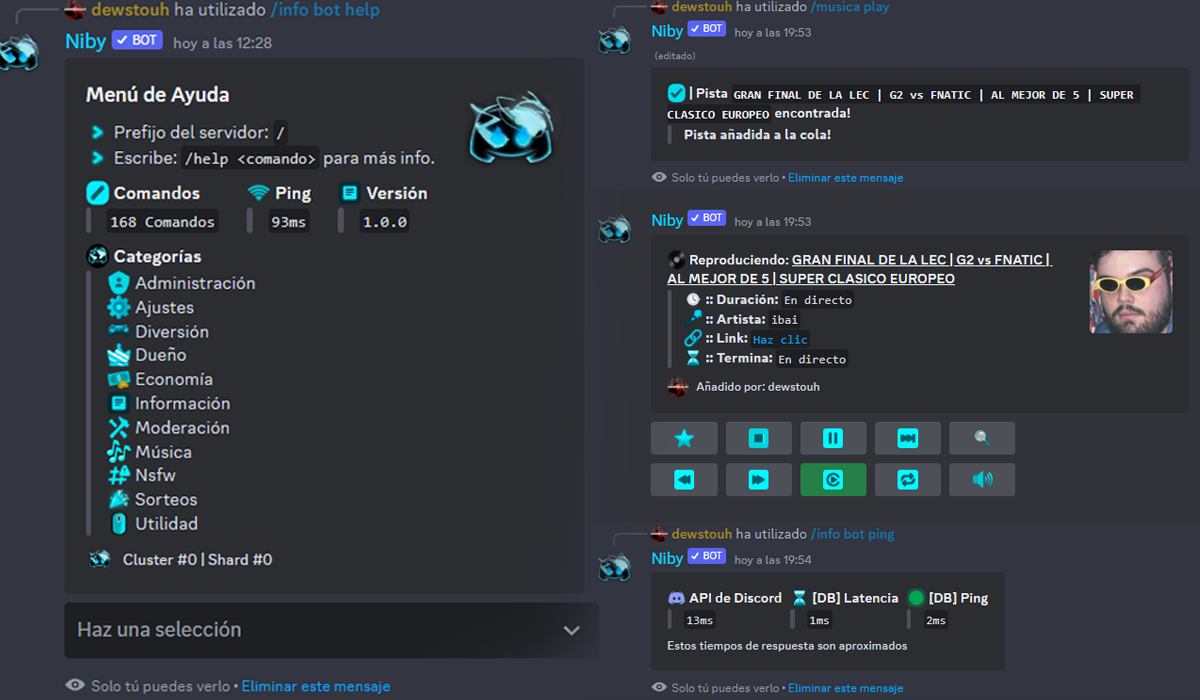 dewstouh ha utilizado /info bot help
Niby ✓ BOT hoy a las 12:28
Menú de Ayuda
Prefijo del servidor: /
Escribe: /help <comando> para más info.
Comandos Ping Versión
168 Comandos 93ms 1.0.0
Categorías
Administración
Ajustes
Diversión
Dueño
Economía
Información
Moderación
Música
Nsfw
Sorteos
Utilidad
Cluster #0 | Shard #0
Haz una selección
Solo tú puedes verlo • Eliminar este mensaje
dewstouh ha utilizado /musica play
Niby ✓ BOT hoy a las 19:53
(editado)
| Pista GRAN FINAL DE LA LEC | G2 vs FNATIC | AL MEJOR DE 5 | SUPER
CLASICO EUROPEO encontrada!
Pista añadida a la cola!
Solo tú puedes verlo • Eliminar este mensaje
Niby ✓ BOT hoy a las 19:53
Reproduciendo: GRAN FINAL DE LA LEC | G2 vs FNATIC |
AL MEJOR DE 5 | SUPER CLASICO EUROPEO
:: Duración: En directo
:: Artista: ibai
:: Link: Haz clic
:: Termina: En directo
Añadido por: dewstouh
dewstouh ha utilizado /info bot ping
Niby ✓ BOT hoy a las 19:54
API de Discord [DB] Latencia [DB] Ping
13ms 1ms 2ms
Estos tiempos de respuesta son aproximados
Solo tú puedes verlo • Eliminar este mensaje